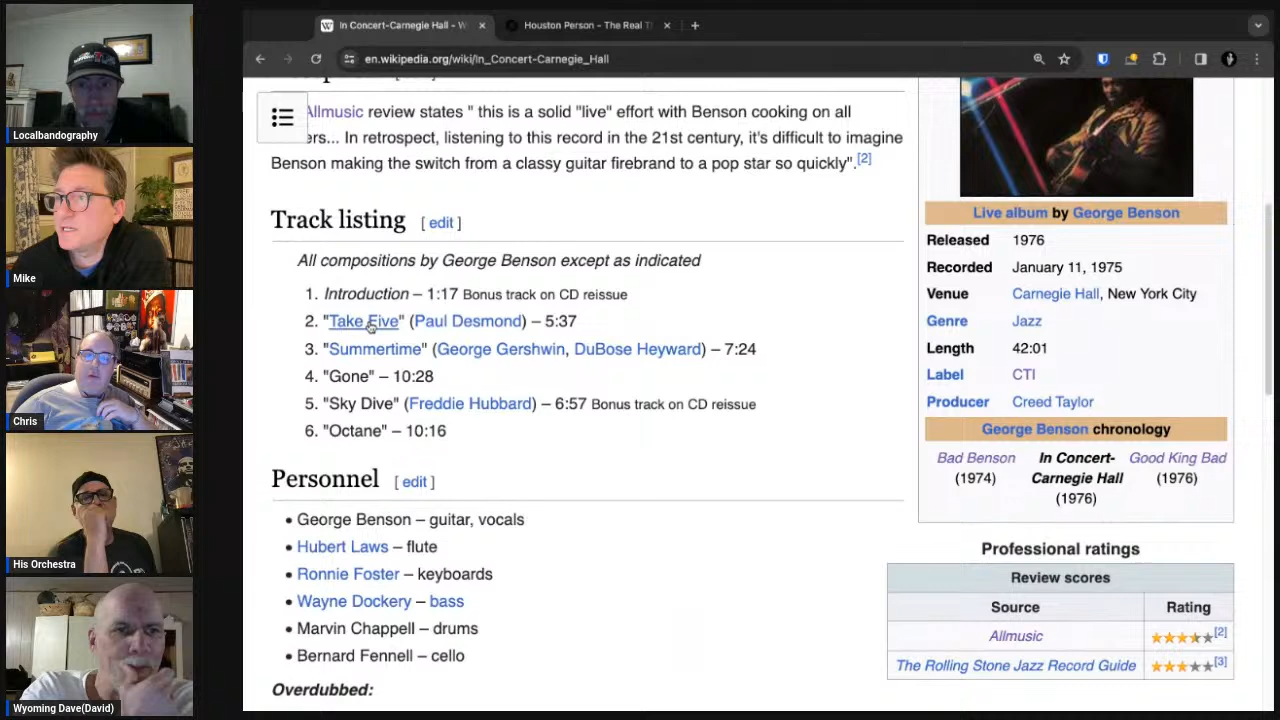 In Concert-Carnegie Hall - W
Houston Person - The Real T
en.wikipedia.org/wiki/In_Concert-Carnegie_Hall
Allmusic review states " this is a solid "live" effort with Benson cooking on all
ers... In retrospect, listening to this record in the 21st century, it's difficult to imagine
Benson making the switch from a classy guitar firebrand to a pop star so quickly".[2]
Track listing [ edit ]
All compositions by George Benson except as indicated
1. Introduction – 1:17 Bonus track on CD reissue
2. "Take Five" (Paul Desmond) – 5:37
3. "Summertime" (George Gershwin, DuBose Heyward) – 7:24
4. "Gone" – 10:28
5. "Sky Dive" (Freddie Hubbard) – 6:57 Bonus track on CD reissue
6. "Octane" – 10:16
Personnel [ edit ]
• George Benson – guitar, vocals
• Hubert Laws – flute
• Ronnie Foster – keyboards
• Wayne Dockery – bass
• Marvin Chappell – drums
• Bernard Fennell – cello
Overdubbed:
Live album by George Benson
Released 1976
Recorded January 11, 1975
Venue Carnegie Hall, New York City
Genre Jazz
Length 42:01
Label CTI
Producer Creed Taylor
George Benson chronology
Bad Benson In Concert- Good King Bad
(1974) Carnegie Hall (1976)
(1976)
Professional ratings
Review scores
Source Rating
Allmusic [2]
The Rolling Stone Jazz Record Guide [3]
Localbandography
Mike
Chris
His Orchestra
Wyoming Dave(David)